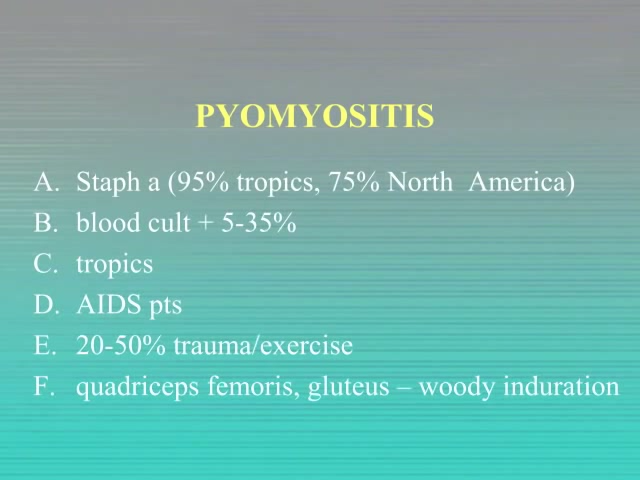 PYOMYOSITIS
A. Staph a (95% tropics, 75% North America)
B. blood cult + 5-35%
C. tropics
D. AIDS pts
E. 20-50% trauma/exercise
F. quadriceps femoris, gluteus – woody induration